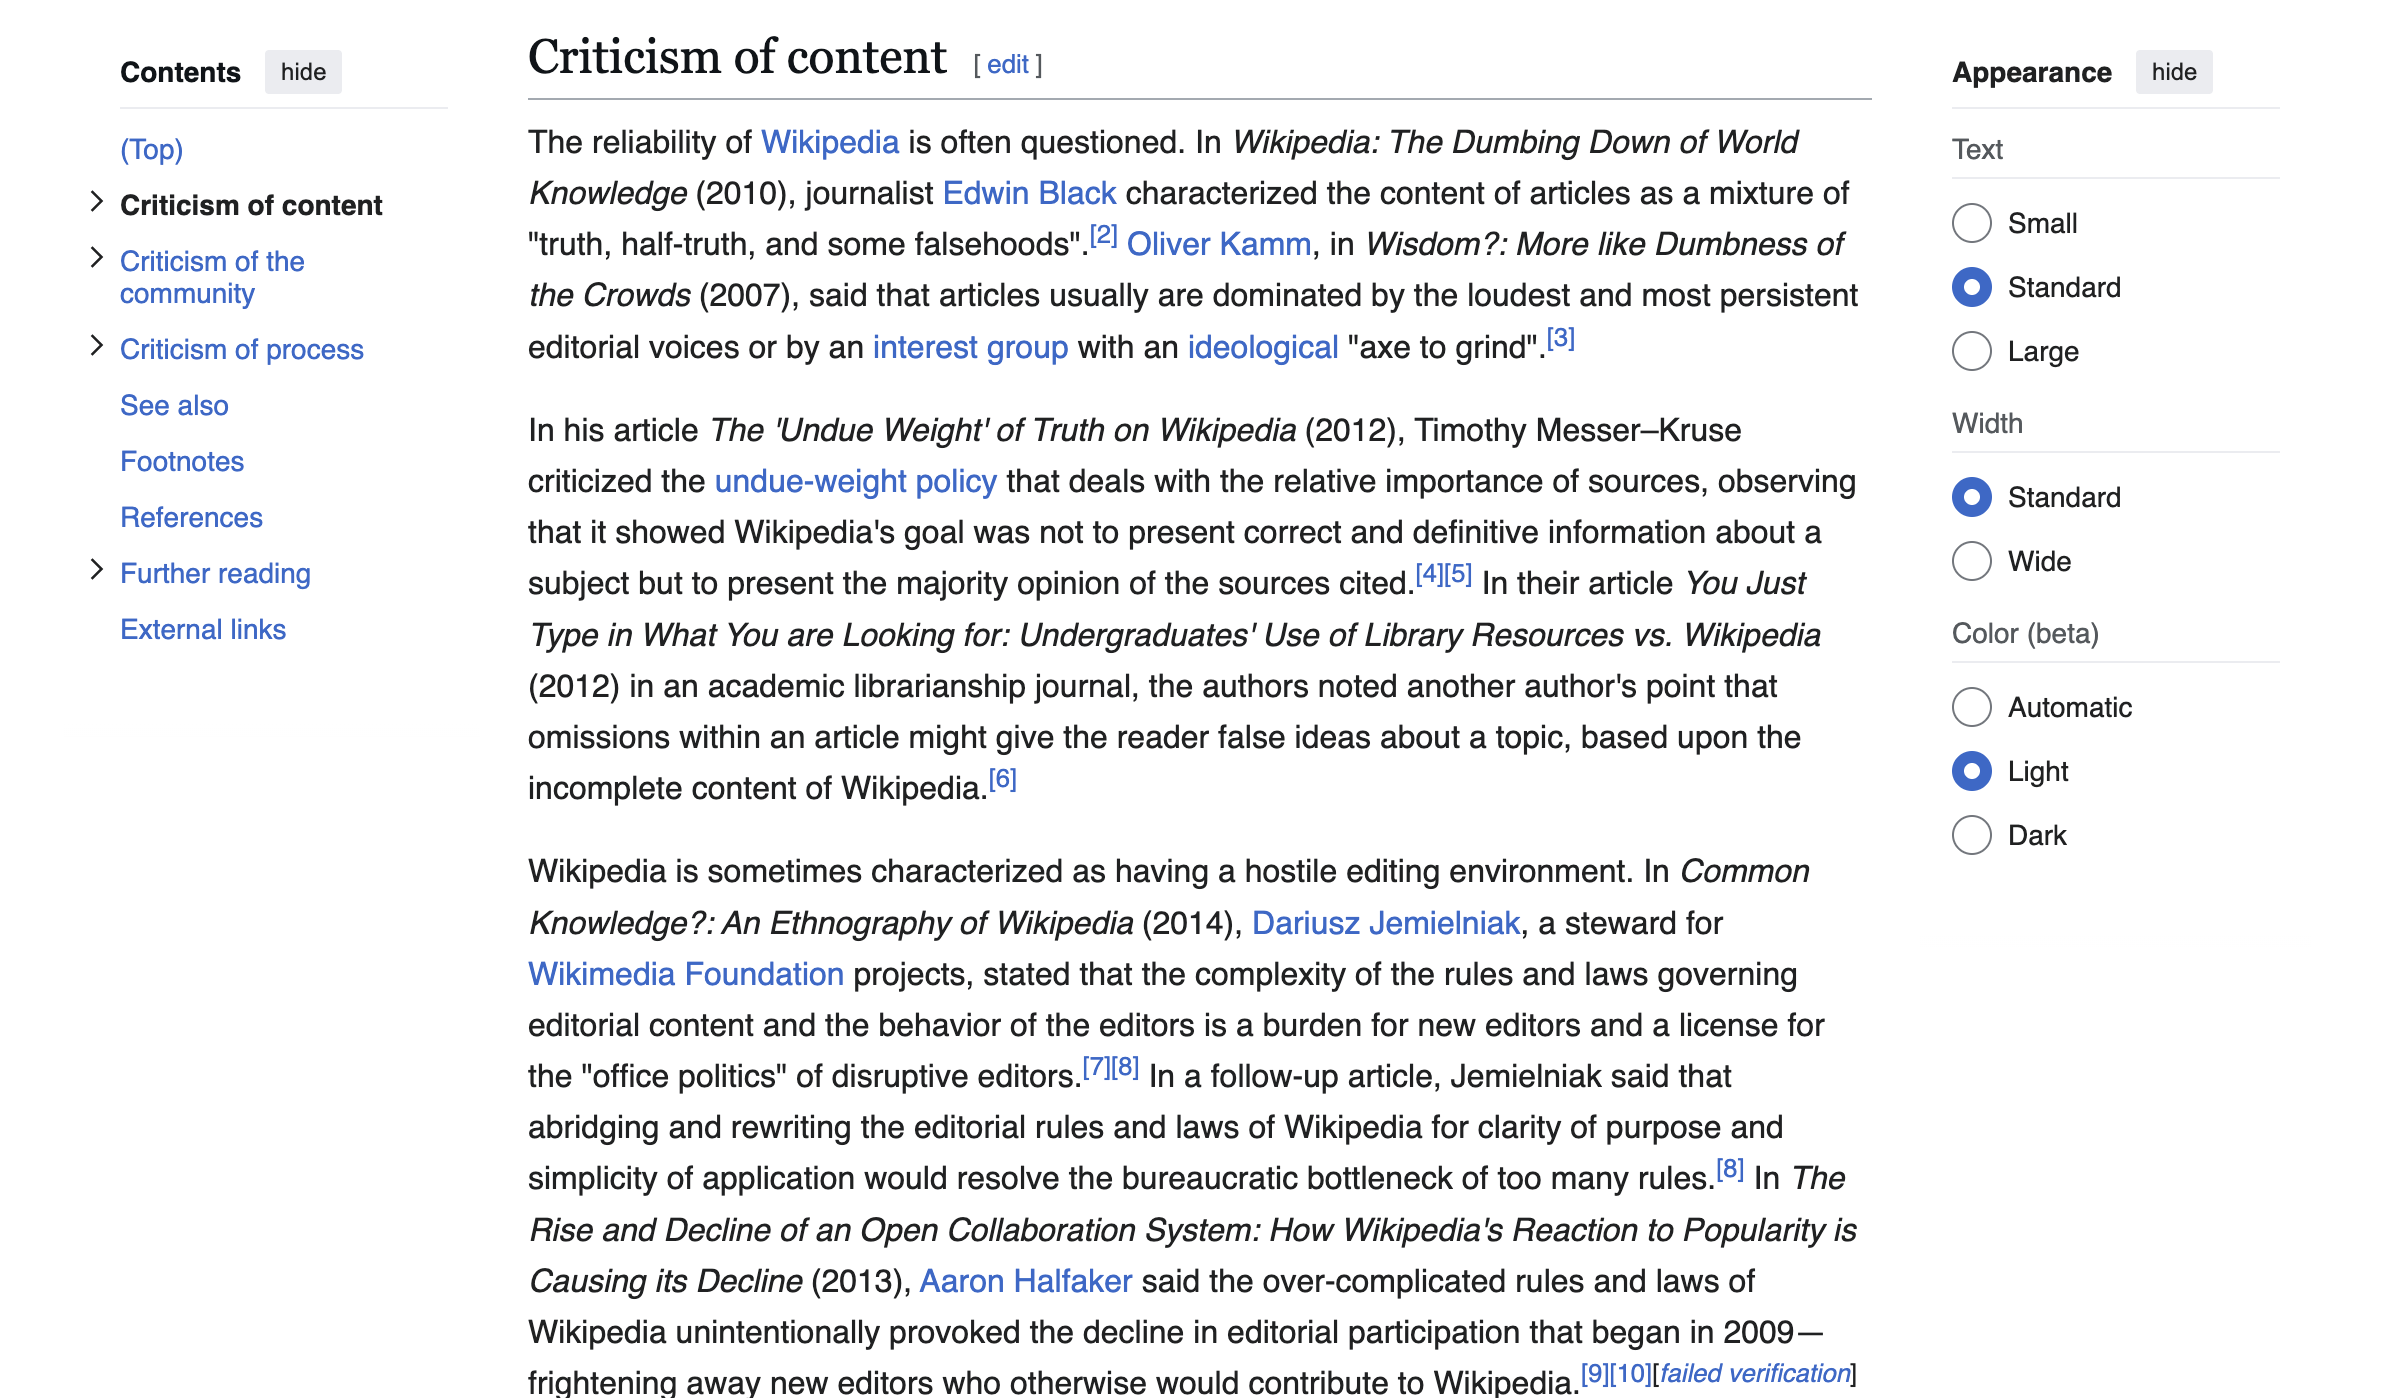 Contents hide
(Top)
Criticism of content
Criticism of the
community
Criticism of process
See also
Footnotes
References
Further reading
External links
Criticism of content [ edit ]
The reliability of Wikipedia is often questioned. In Wikipedia: The Dumbing Down of World
Knowledge (2010), journalist Edwin Black characterized the content of articles as a mixture of
"truth, half-truth, and some falsehoods".[2] Oliver Kamm, in Wisdom?: More like Dumbness of
the Crowds (2007), said that articles usually are dominated by the loudest and most persistent
editorial voices or by an interest group with an ideological "axe to grind".[3]
In his article The 'Undue Weight' of Truth on Wikipedia (2012), Timothy Messer–Kruse
criticized the undue-weight policy that deals with the relative importance of sources, observing
that it showed Wikipedia's goal was not to present correct and definitive information about a
subject but to present the majority opinion of the sources cited.[4][5] In their article You Just
Type in What You are Looking for: Undergraduates' Use of Library Resources vs. Wikipedia
(2012) in an academic librarianship journal, the authors noted another author's point that
omissions within an article might give the reader false ideas about a topic, based upon the
incomplete content of Wikipedia.[6]
Wikipedia is sometimes characterized as having a hostile editing environment. In Common
Knowledge?: An Ethnography of Wikipedia (2014), Dariusz Jemielniak, a steward for
Wikimedia Foundation projects, stated that the complexity of the rules and laws governing
editorial content and the behavior of the editors is a burden for new editors and a license for
the "office politics" of disruptive editors.[7][8] In a follow-up article, Jemielniak said that
abridging and rewriting the editorial rules and laws of Wikipedia for clarity of purpose and
simplicity of application would resolve the bureaucratic bottleneck of too many rules.[8] In The
Rise and Decline of an Open Collaboration System: How Wikipedia's Reaction to Popularity is
Causing its Decline (2013), Aaron Halfaker said the over-complicated rules and laws of
Wikipedia unintentionally provoked the decline in editorial participation that began in 2009—
frightening away new editors who otherwise would contribute to Wikipedia.[9][10][failed verification]
Appearance hide
Text
Small
Standard
Large
Width
Standard
Wide
Color (beta)
Automatic
Light
Dark